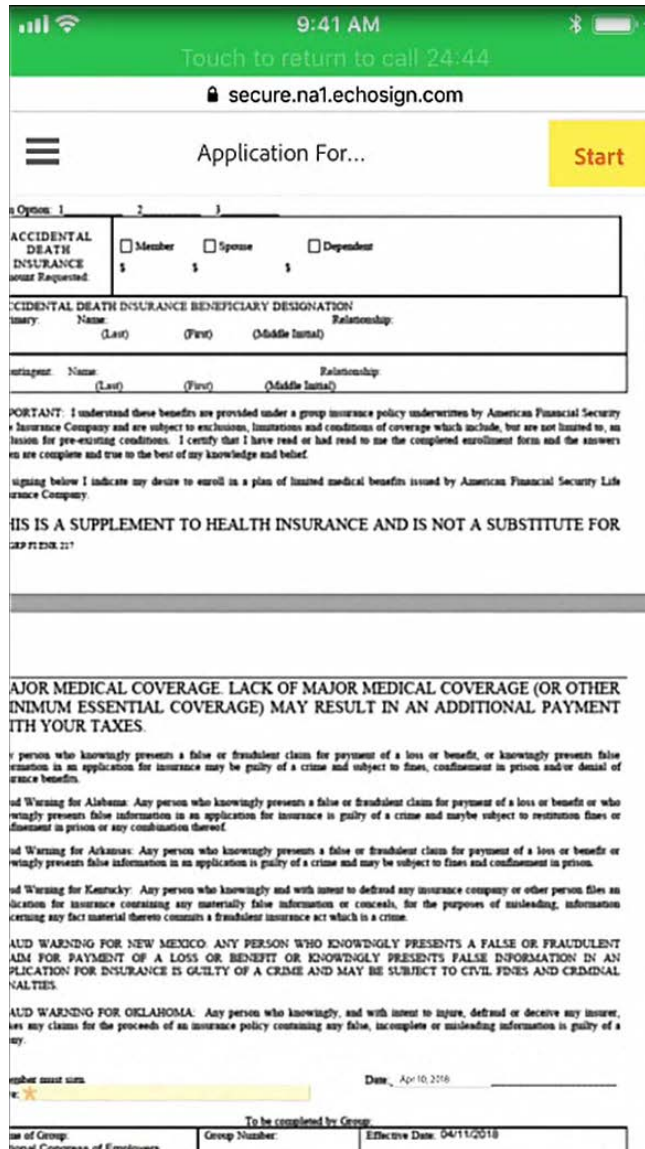 9:41 AM
Touch to return to call 24:44
secure.na1.echosign.com
Application For...
Start
n Option: 1 2 3
ACCIDENTAL
DEATH
INSURANCE
mount Requested:
Member Spouse Dependent
$ $ $
CCIDENTAL DEATH INSURANCE BENEFICIARY DESIGNATION
imary: Name: Relationship:
(Last) (First) (Middle Initial)
ntingent: Name: Relationship:
(Last) (First) (Middle Initial)
PORTANT: I understand these benefits are provided under a group insurance policy underwritten by American Financial Security
e Insurance Company and are subject to exclusions, limitations and conditions of coverage which include, but are not limited to, an
lusion for pre-existing conditions. I certify that I have read or had read to me the completed enrollment form and the answers
en are complete and true to the best of my knowledge and belief.
signing below I indicate my desire to enroll in a plan of limited medical benefits issued by American Financial Security Life
urance Company.
HIS IS A SUPPLEMENT TO HEALTH INSURANCE AND IS NOT A SUBSTITUTE FOR
AJOR MEDICAL COVERAGE. LACK OF MAJOR MEDICAL COVERAGE (OR OTHER
INIMUM ESSENTIAL COVERAGE) MAY RESULT IN AN ADDITIONAL PAYMENT
ITH YOUR TAXES.
y person who knowingly presents a false or fraudulent claim for payment of a loss or benefit, or knowingly presents false
ormation in an application for insurance may be guilty of a crime and subject to fines, confinement in prison and/or denial of
urance benefits.
ud Warning for Alabama: Any person who knowingly presents a false or fraudulent claim for payment of a loss or benefit or who
wingly presents false information in an application for insurance is guilty of a crime and maybe subject to restitution fines or
finement in prison or any combination thereof.
ud Warning for Arkansas: Any person who knowingly presents a false or fraudulent claim for payment of a loss or benefit or
wingly presents false information in an application is guilty of a crime and may be subject to fines and confinement in prison.
ud Warning for Kentucky: Any person who knowingly and with intent to defraud any insurance company or other person files an
lication for insurance containing any materially false information or conceals, for the purposes of misleading, information
cerning any fact material thereto commits a fraudulent insurance act which is a crime.
AUD WARNING FOR NEW MEXICO: ANY PERSON WHO KNOWINGLY PRESENTS A FALSE OR FRAUDULENT
AIM FOR PAYMENT OF A LOSS OR BENEFIT OR KNOWINGLY PRESENTS FALSE INFORMATION IN AN
PLICATION FOR INSURANCE IS GUILTY OF A CRIME AND MAY BE SUBJECT TO CIVIL FINES AND CRIMINAL
NALTIES.
AUD WARNING FOR OKLAHOMA: Any person who knowingly, and with intent to injure, defraud or deceive any insurer,
kes any claims for the proceeds of an insurance policy containing any false, incomplete or misleading information is guilty of a
ony.
ember must sign
re: * Date: Apr 10, 2018
To be completed by Group:
me of Group: Group Number: Effective Date: 04/11/2018
tional Congress of Employers